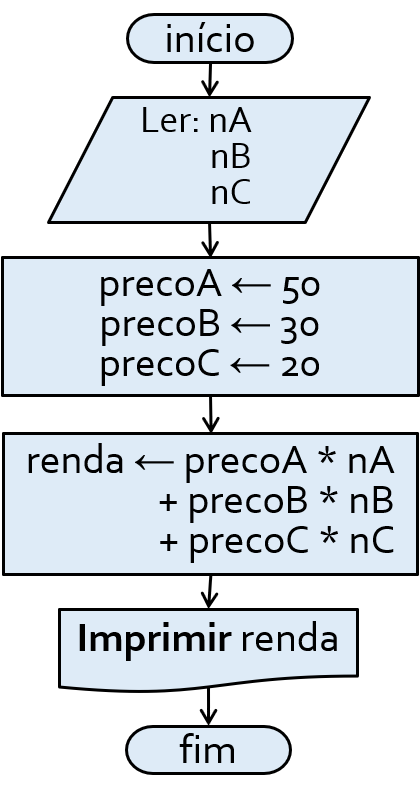 início
Ler: nA
nB
nC
precoA ← 50
precoB ← 30
precoC ← 20
renda ← precoA * nA
+ precoB * nB
+ precoC * nC
Imprimir renda
fim